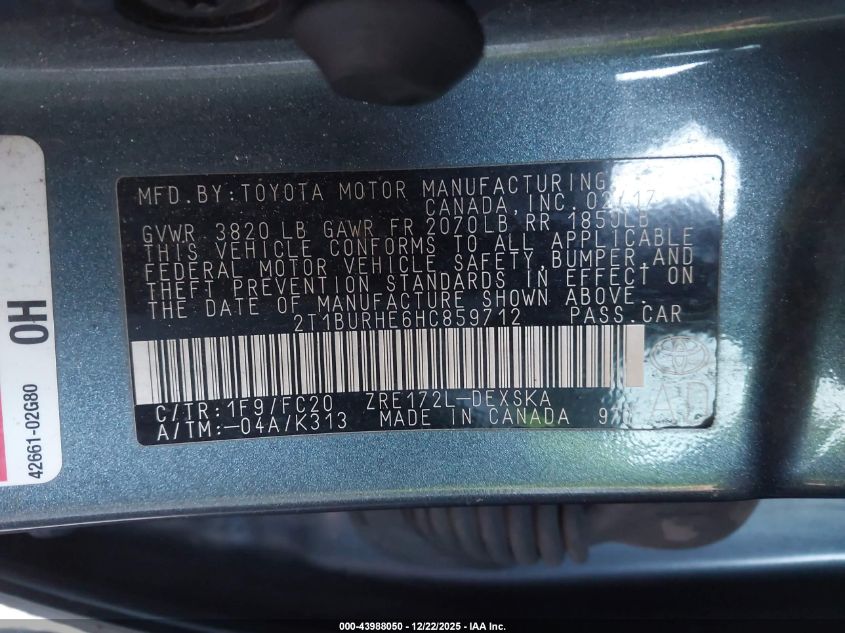 MFD.BY:TOYOTA MOTOR MANUFACTURING
CANADA,INC. 02/17
GVWR 3820 LB GAWR FR 2070LB RR 1850LB
THIS VEHICLE CONFORMS TO ALL APPLICABLE
FEDERAL MOTOR VEHICLE SAFETY,BUMPER AND
THEFT PREVENTION STANDARDS IN EFFECT ON
THE DATE OF MANUFACTURE SHOWN ABOVE.
2T1BURHE6HC859712 PASS.CAR
C/TR:1F9/FC20 ZRE172L-DEXSKA
A/TM:-04A/K313 MADE IN CANADA
AD
0H
42661-02G80
000-43988050 - 12/22/2025 - IAA Inc.